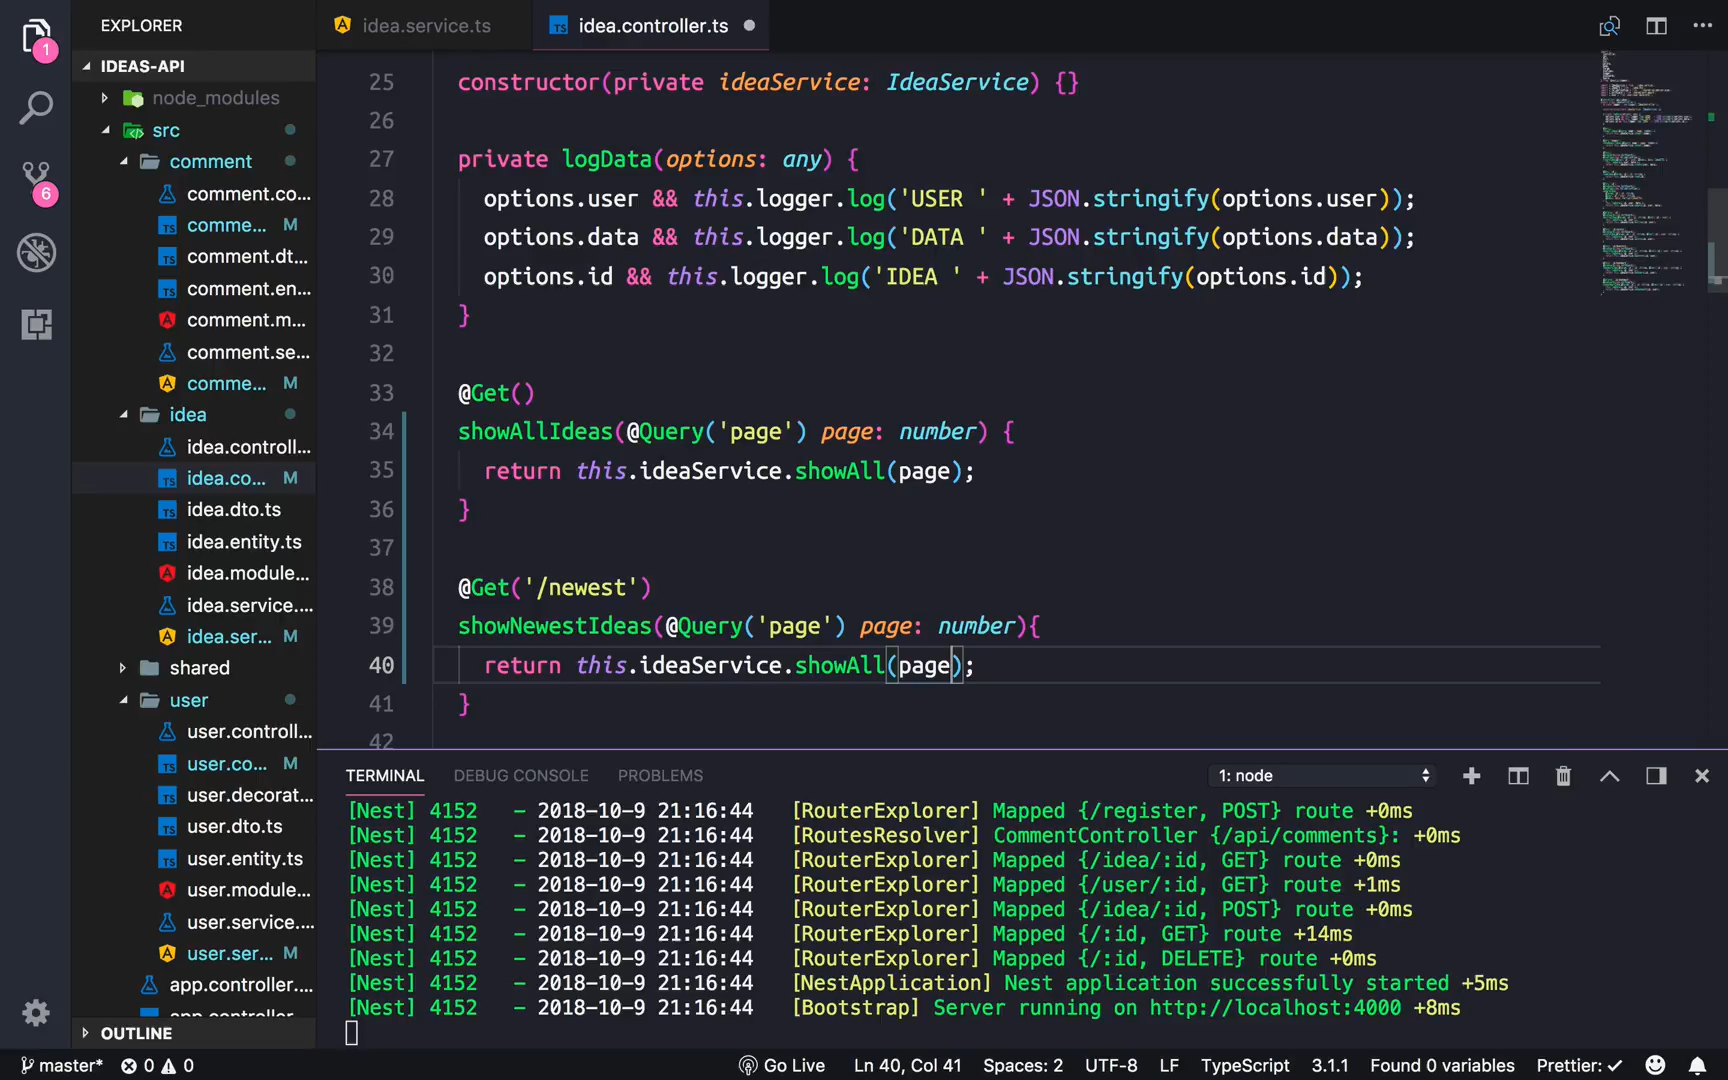 EXPLORER
idea.service.ts
idea.controller.ts
1
IDEAS-API
node_modules
src
comment
comment.co...
comme... M
comment.dt...
comment.en...
comment.m...
comment.se...
comme... M
idea
idea.controll...
idea.co... M
idea.dto.ts
idea.entity.ts
idea.module...
idea.service....
idea.ser... M
shared
user
user.controll...
user.co... M
user.decorat...
user.dto.ts
user.entity.ts
user.module...
user.service....
user.ser... M
app.controller....
app.controller
OUTLINE
6
25 constructor(private ideaService: IdeaService) {}
26
27 private logData(options: any) {
28 options.user && this.logger.log('USER ' + JSON.stringify(options.user));
29 options.data && this.logger.log('DATA ' + JSON.stringify(options.data));
30 options.id && this.logger.log('IDEA ' + JSON.stringify(options.id));
31 }
32
33 @Get()
34 showAllIdeas(@Query('page') page: number) {
35 return this.ideaService.showAll(page);
36 }
37
38 @Get('/newest')
39 showNewestIdeas(@Query('page') page: number){
40 return this.ideaService.showAll(page);
41 }
42
TERMINAL DEBUG CONSOLE PROBLEMS 1: node
[Nest] 4152 - 2018-10-9 21:16:44 [RouterExplorer] Mapped {/register, POST} route +0ms
[Nest] 4152 - 2018-10-9 21:16:44 [RoutesResolver] CommentController {/api/comments}: +0ms
[Nest] 4152 - 2018-10-9 21:16:44 [RouterExplorer] Mapped {/idea/:id, GET} route +0ms
[Nest] 4152 - 2018-10-9 21:16:44 [RouterExplorer] Mapped {/user/:id, GET} route +1ms
[Nest] 4152 - 2018-10-9 21:16:44 [RouterExplorer] Mapped {/idea/:id, POST} route +0ms
[Nest] 4152 - 2018-10-9 21:16:44 [RouterExplorer] Mapped {/:id, GET} route +14ms
[Nest] 4152 - 2018-10-9 21:16:44 [RouterExplorer] Mapped {/:id, DELETE} route +0ms
[Nest] 4152 - 2018-10-9 21:16:44 [NestApplication] Nest application successfully started +5ms
[Nest] 4152 - 2018-10-9 21:16:44 [Bootstrap] Server running on http://localhost:4000 +8ms
master* 0 0 Go Live Ln 40, Col 41 Spaces: 2 UTF-8 LF TypeScript 3.1.1 Found 0 variables Prettier: ✓